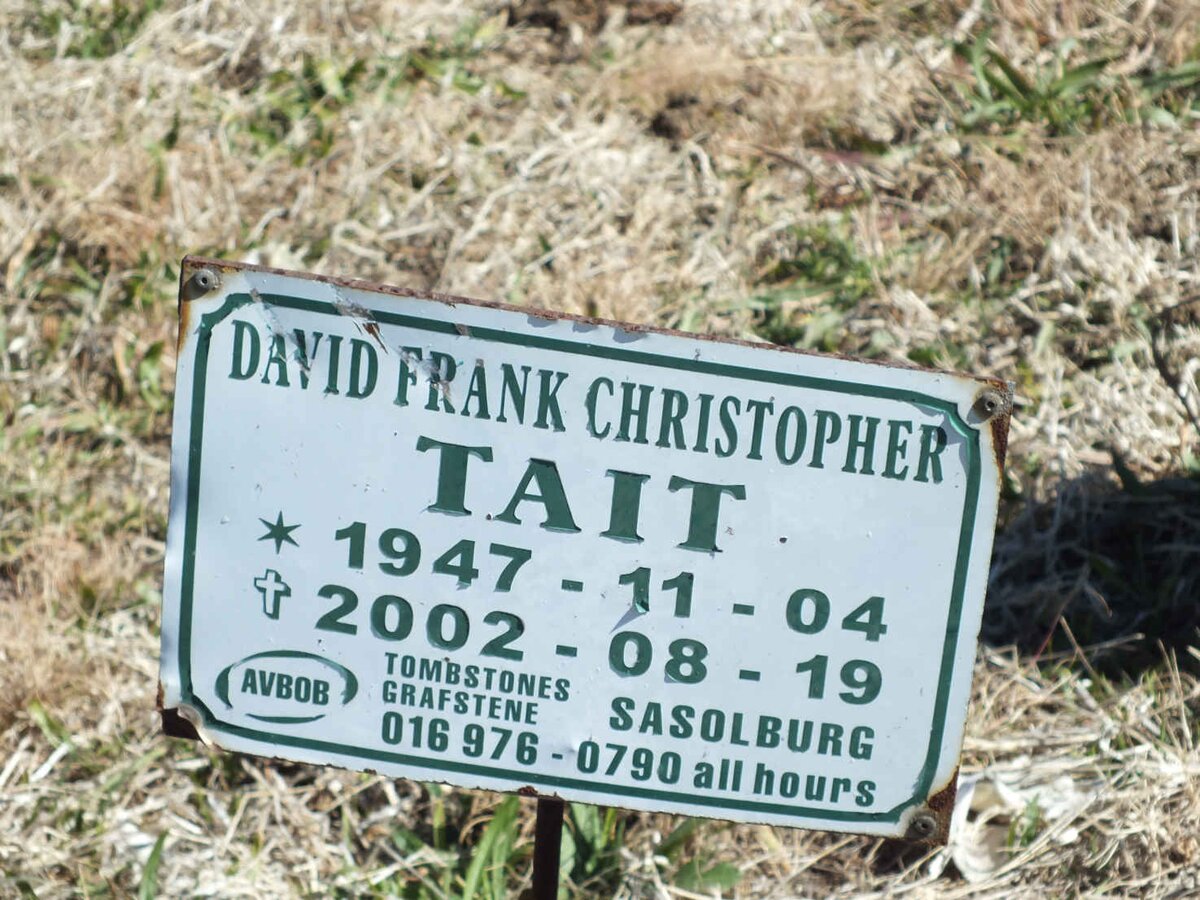 DAVID FRANK CHRISTOPHER
TAIT
1947 - 11 - 04
2002 - 08 - 19
AVBOB
TOMBSTONES
GRAFSTENE
SASOLBURG
016 976 - 0790 all hours